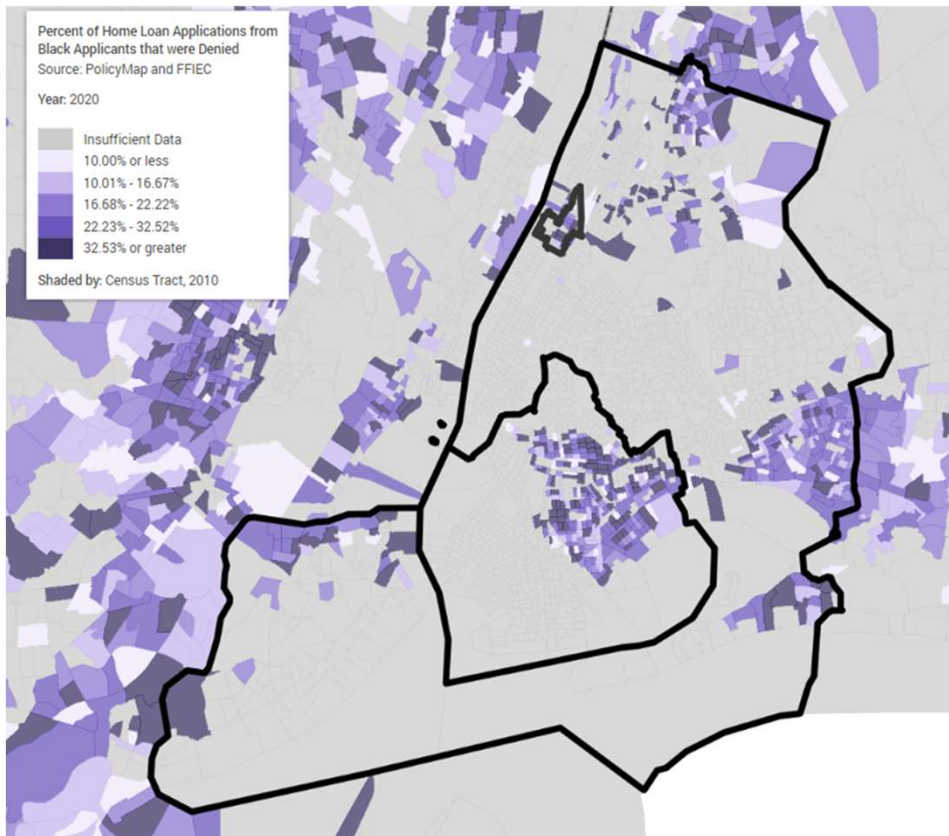 Percent of Home Loan Applications from
Black Applicants that were Denied
Source: PolicyMap and FFIEC
Year: 2020
Insufficient Data
10.00% or less
10.01% - 16.67%
16.68% - 22.22%
22.23% - 32.52%
32.53% or greater
Shaded by: Census Tract, 2010